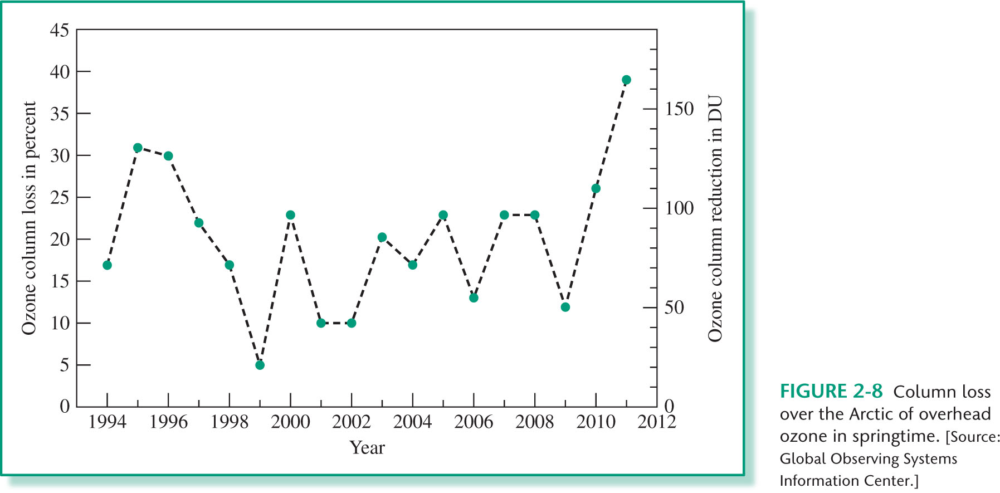 Ozone column loss in percent
45
40
35
30
25
20
15
10
5
0
1994 1996 1998 2000 2002 2004 2006 2008 2010 2012
Year
150
100
50
0
Ozone column reduction in DU
FIGURE 2-8 Column loss
over the Arctic of overhead
ozone in springtime. [Source:
Global Observing Systems
Information Center.]